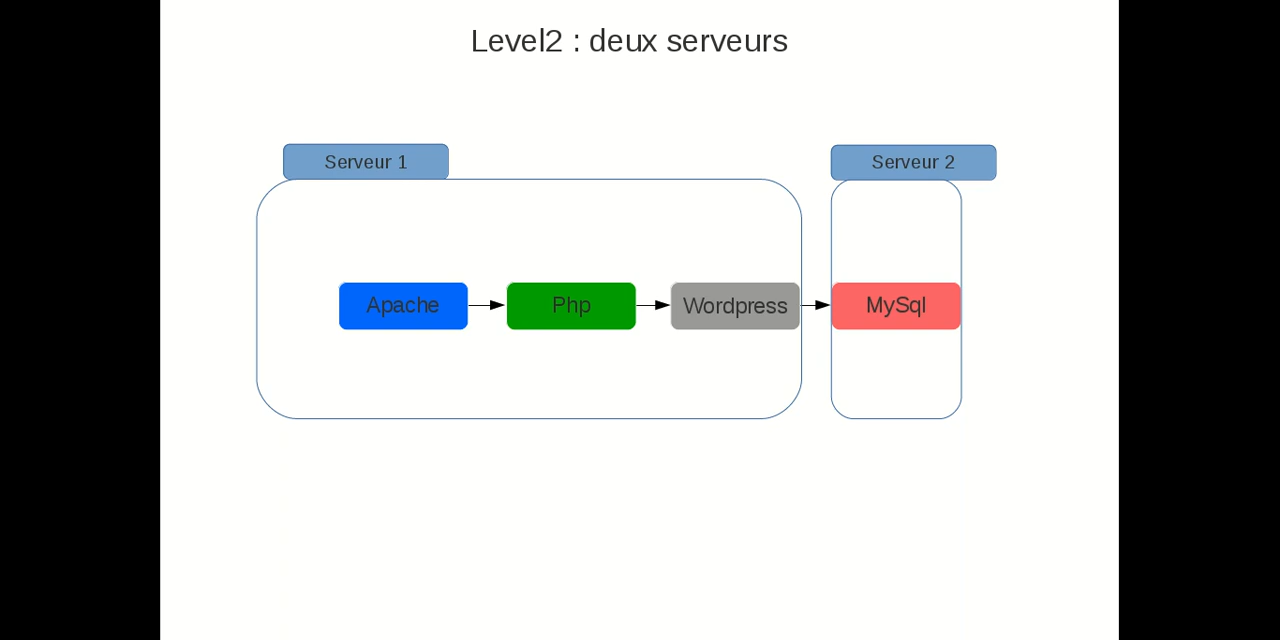 Level2 : deux serveurs
Serveur 1
Serveur 2
Apache
Php
Wordpress
MySql